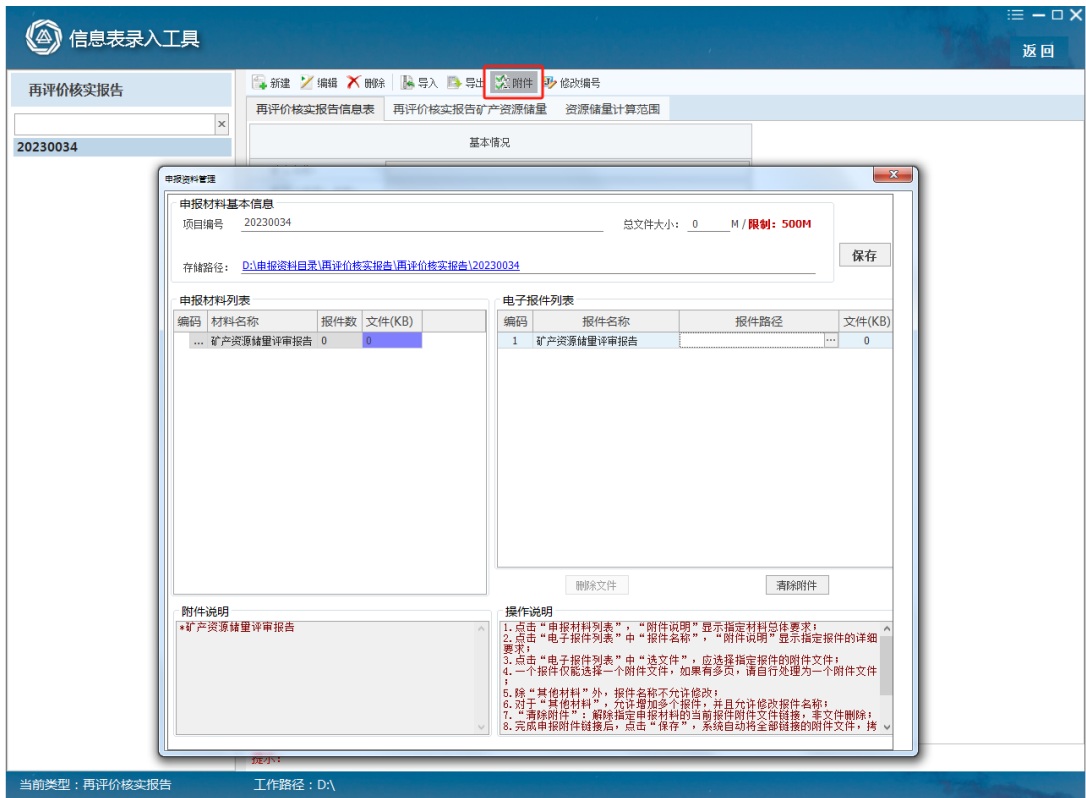 信息表录入工具
返回
再评价核实报告
新建 编辑 删除 导入 导出 附件 修改编号
再评价核实报告信息表 再评价核实报告矿产资源储量 资源储量计算范围
20230034
基本情况
申报资料管理
申报材料基本信息
项目编号 20230034 总文件大小: 0 M / 限制: 500M
保存
存储路径: D:\申报资料目录\再评价核实报告\再评价核实报告\20230034
申报材料列表 电子报件列表
编码 材料名称 报件数 文件(KB) 编码 报件名称 报件路径 文件(KB)
... 矿产资源储量评审报告 0 0 1 矿产资源储量评审报告 ... 0
删除文件 清除附件
附件说明 操作说明
*矿产资源储量评审报告
1.点击“申报材料列表”,“附件说明”显示指定材料总体要求;
2.点击“电子报件列表”中“报件名称”,“附件说明”显示指定报件的详细
要求;
3.点击“电子报件列表”中“选文件”,应选择指定报件的附件文件;
4.一个报件仅能选择一个附件文件,如果有多页,请自行处理为一个附件文件
;
5.除“其他材料”外,报件名称不允许修改;
6.对于“其他材料”,允许增加多个报件,并且允许修改报件名称;
7.“清除附件”:解除指定申报材料的当前报件附件文件链接,非文件删除;
8.完成申报附件链接后,点击“保存”,系统自动将全部链接的附件文件,拷
提示:
当前类型:再评价核实报告 工作路径:D:\